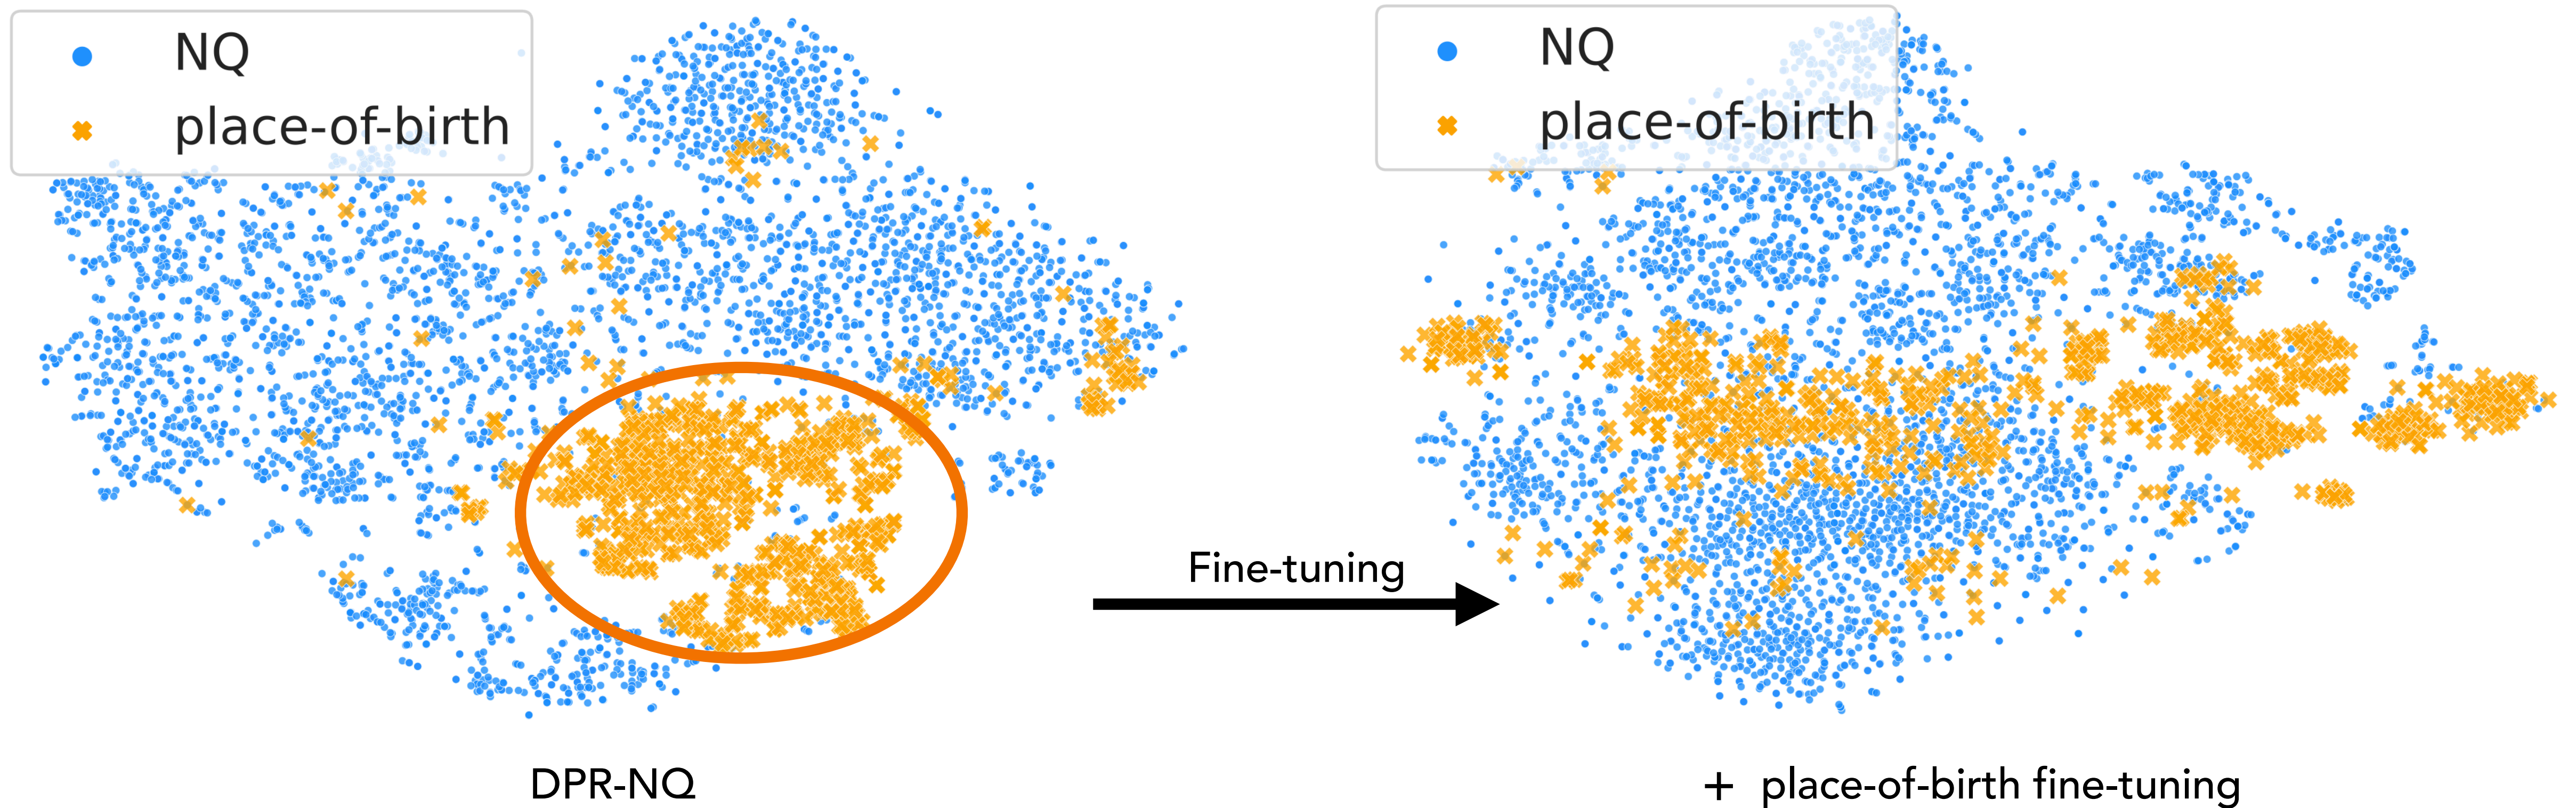 NQ
place-of-birth
NQ
place-of-birth
Fine-tuning
DPR-NQ
+ place-of-birth fine-tuning